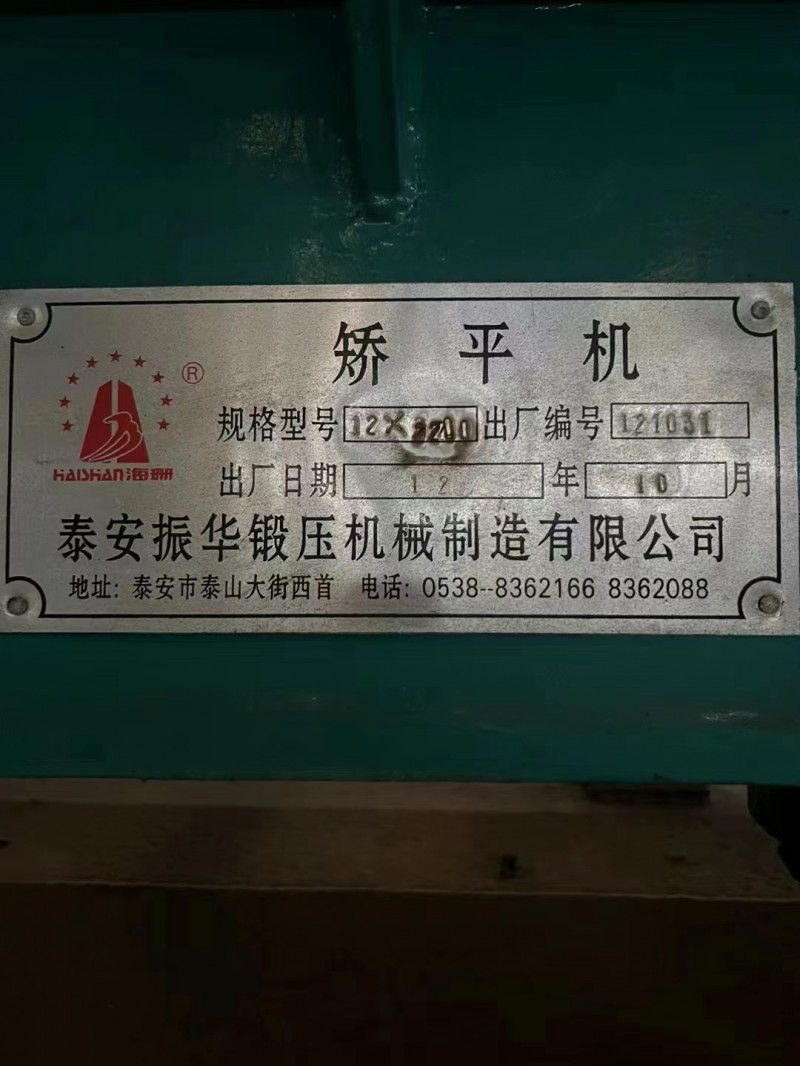 矫平机
规格型号 12X2200 出厂编号 121031
出厂日期 12 年 10 月
泰安振华锻压机械制造有限公司
地址：泰安市泰山大街西首 电话：0538--8362166 8362088
®
HAISHAN海珊